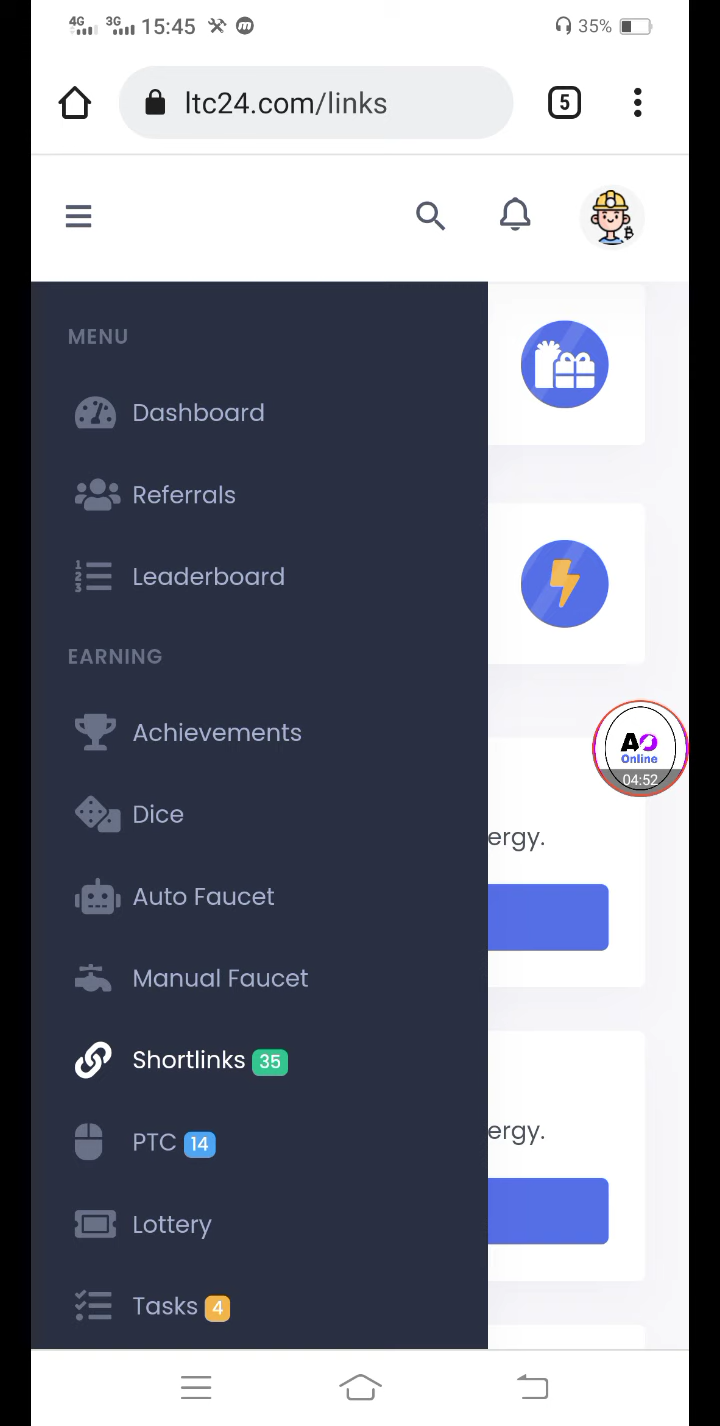 4G 3G 15:45 35%
ltc24.com/links 5
MENU
Dashboard
Referrals
Leaderboard
EARNING
Achievements
AO
Online
04:52
Dice
ergy.
Auto Faucet
Manual Faucet
Shortlinks 35
PTC 14
ergy.
Lottery
Tasks 4